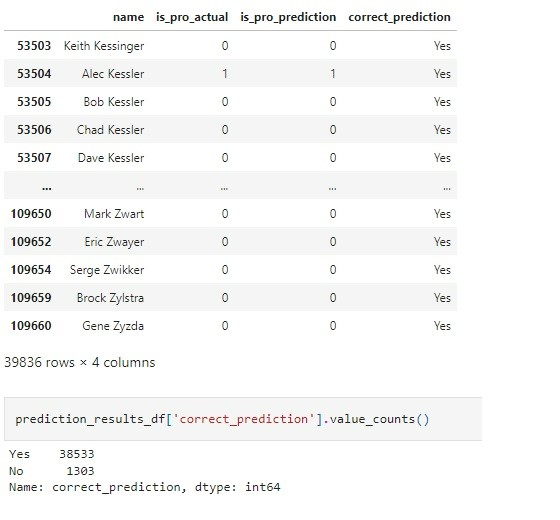 name is_pro_actual is_pro_prediction correct_prediction
53503 Keith Kessinger 0 0 Yes
53504 Alec Kessler 1 1 Yes
53505 Bob Kessler 0 0 Yes
53506 Chad Kessler 0 0 Yes
53507 Dave Kessler 0 0 Yes
... ... ... ... ...
109650 Mark Zwart 0 0 Yes
109652 Eric Zwayer 0 0 Yes
109654 Serge Zwikker 0 0 Yes
109659 Brock Zylstra 0 0 Yes
109660 Gene Zyzda 0 0 Yes
39836 rows × 4 columns
prediction_results_df['correct_prediction'].value_counts()
Yes 38533
No 1303
Name: correct_prediction, dtype: int64